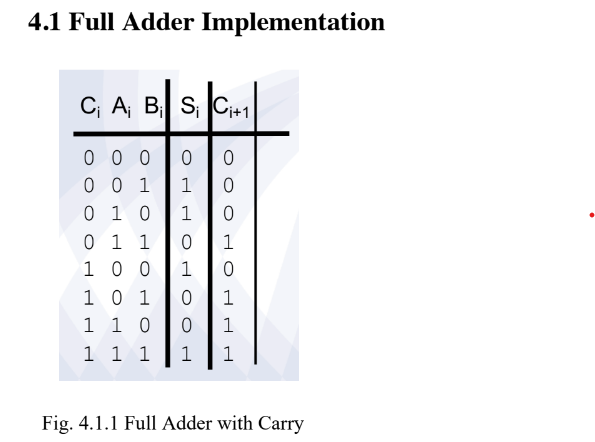 4.1 Full Adder Implementation
Ci Ai Bi Si Ci+1
0 0 0 0 0
0 0 1 1 0
0 1 0 1 0
0 1 1 0 1
1 0 0 1 0
1 0 1 0 1
1 1 0 0 1
1 1 1 1 1
Fig. 4.1.1 Full Adder with Carry